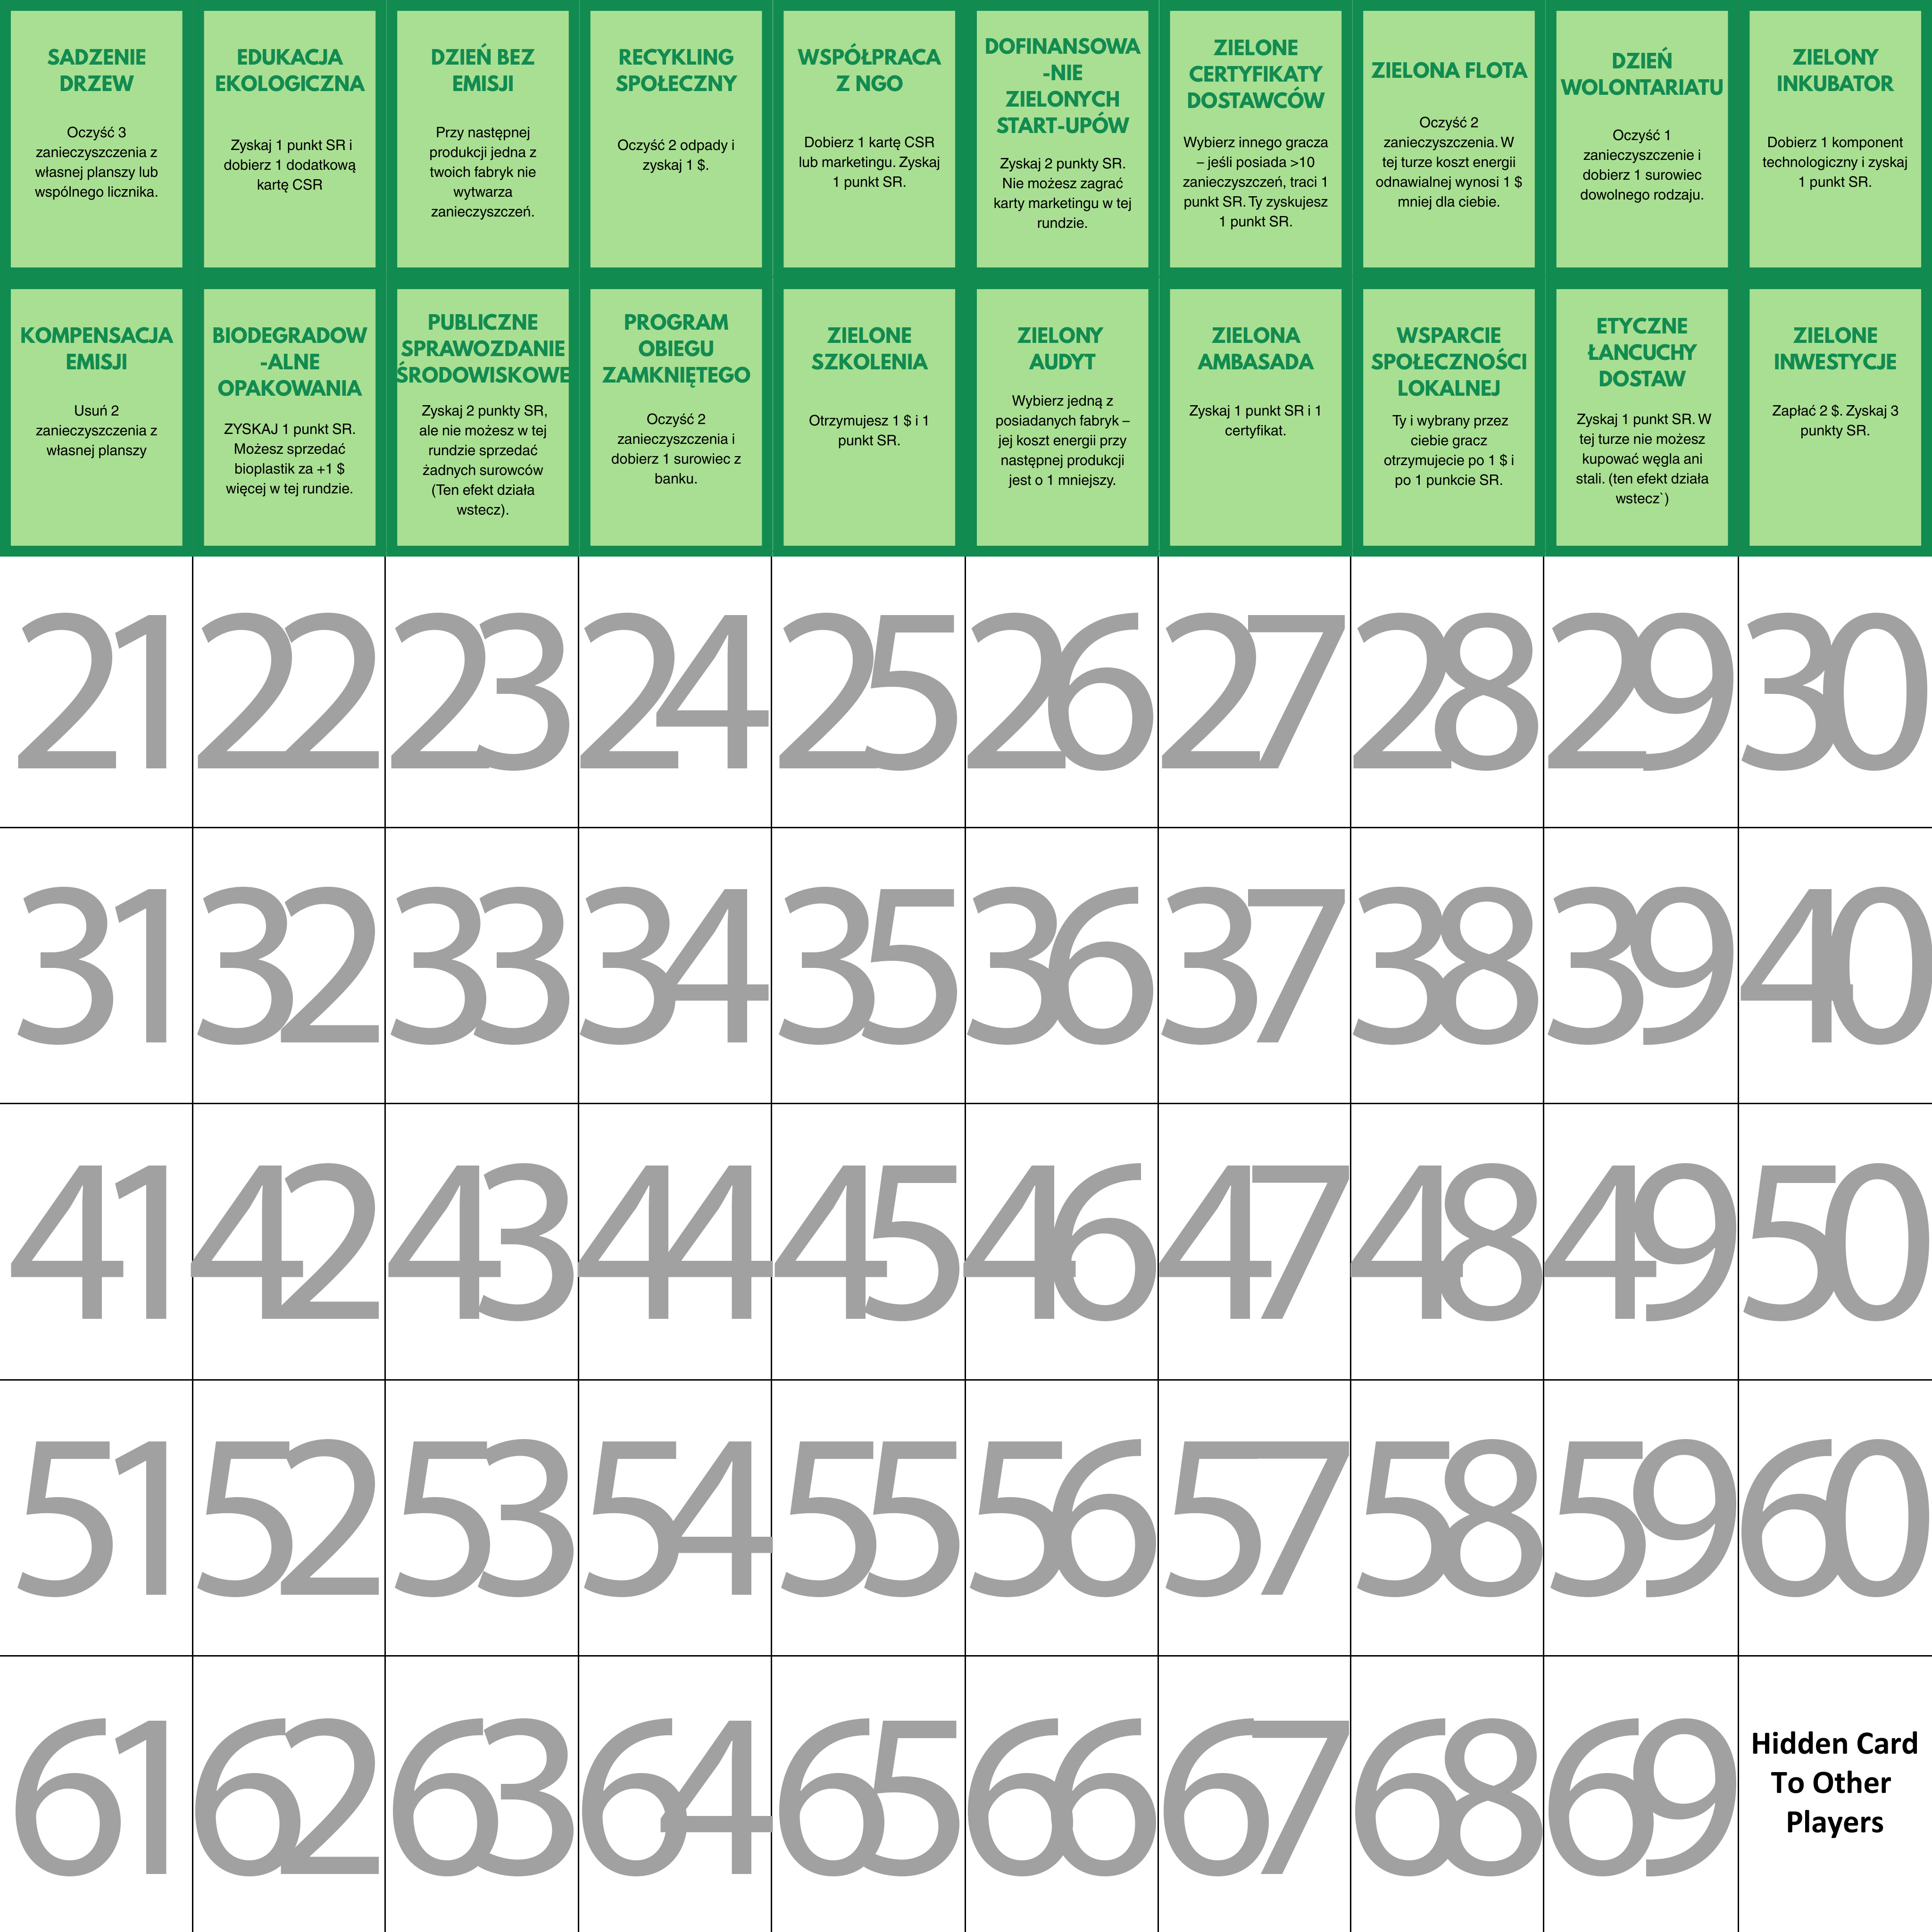 SADZENIE
DRZEW
Oczyść 3
zanieczyszczenia z
własnej planszy lub
wspólnego licznika.
EDUKACJA
EKOLOGICZNA
Zyskaj 1 punkt SR i
dobierz 1 dodatkową
kartę CSR
DZIEŃ BEZ
EMISJI
Przy następnej
produkcji jedna z
twoich fabryk nie
wytwarza
zanieczyszczeń.
RECYKLING
SPOŁECZNY
Oczyść 2 odpady i
zyskaj 1 $.
WSPÓŁPRACA
Z NGO
Dobierz 1 kartę CSR
lub marketingu. Zyskaj
1 punkt SR.
DOFINANSOWA
-NIE
ZIELONYCH
START-UPÓW
Zyskaj 2 punkty SR.
Nie możesz zagrać
karty marketingu w tej
rundzie.
ZIELONE
CERTYFIKATY
DOSTAWCÓW
Wybierz innego gracza
– jeśli posiada >10
zanieczyszczeń, traci 1
punkt SR. Ty zyskujesz
1 punkt SR.
ZIELONA FLOTA
Oczyść 2
zanieczyszczenia. W
tej turze koszt energii
odnawialnej wynosi 1 $
mniej dla ciebie.
DZIEŃ
WOLONTARIATU
Oczyść 1
zanieczyszczenie i
dobierz 1 surowiec
dowolnego rodzaju.
ZIELONY
INKUBATOR
Dobierz 1 komponent
technologiczny i zyskaj
1 punkt SR.
KOMPENSACJA
EMISJI
Usuń 2
zanieczyszczenia z
własnej planszy
BIODEGRADOW
-ALNE
OPAKOWANIA
ZYSKAJ 1 punkt SR.
Możesz sprzedać
bioplastik za +1 $
więcej w tej rundzie.
PUBLICZNE
SPRAWOZDANIE
ŚRODOWISKOWE
Zyskaj 2 punkty SR,
ale nie możesz w tej
rundzie sprzedać
żadnych surowców
(Ten efekt działa
wstecz).
PROGRAM
OBIEGU
ZAMKNIĘTEGO
Oczyść 2
zanieczyszczenia i
dobierz 1 surowiec z
banku.
ZIELONE
SZKOLENIA
Otrzymujesz 1 $ i 1
punkt SR.
ZIELONY
AUDYT
Wybierz jedną z
posiadanych fabryk –
jej koszt energii przy
następnej produkcji
jest o 1 mniejszy.
ZIELONA
AMBASADA
Zyskaj 1 punkt SR i 1
certyfikat.
WSPARCIE
SPOŁECZNOŚCI
LOKALNEJ
Ty i wybrany przez
ciebie gracz
otrzymujecie po 1 $ i
po 1 punkcie SR.
ETYCZNE
ŁANCUCHY
DOSTAW
Zyskaj 1 punkt SR. W
tej turze nie możesz
kupować węgla ani
stali. (ten efekt działa
wstecz`)
ZIELONE
INWESTYCJE
Zapłać 2 $. Zyskaj 3
punkty SR.
21 22 23 24 25 26 27 28 29 30
31 32 33 34 35 36 37 38 39 40
41 42 43 44 45 46 47 48 49 50
51 52 53 54 55 56 57 58 59 60
61 62 63 64 65 66 67 68 69
Hidden Card
To Other
Players